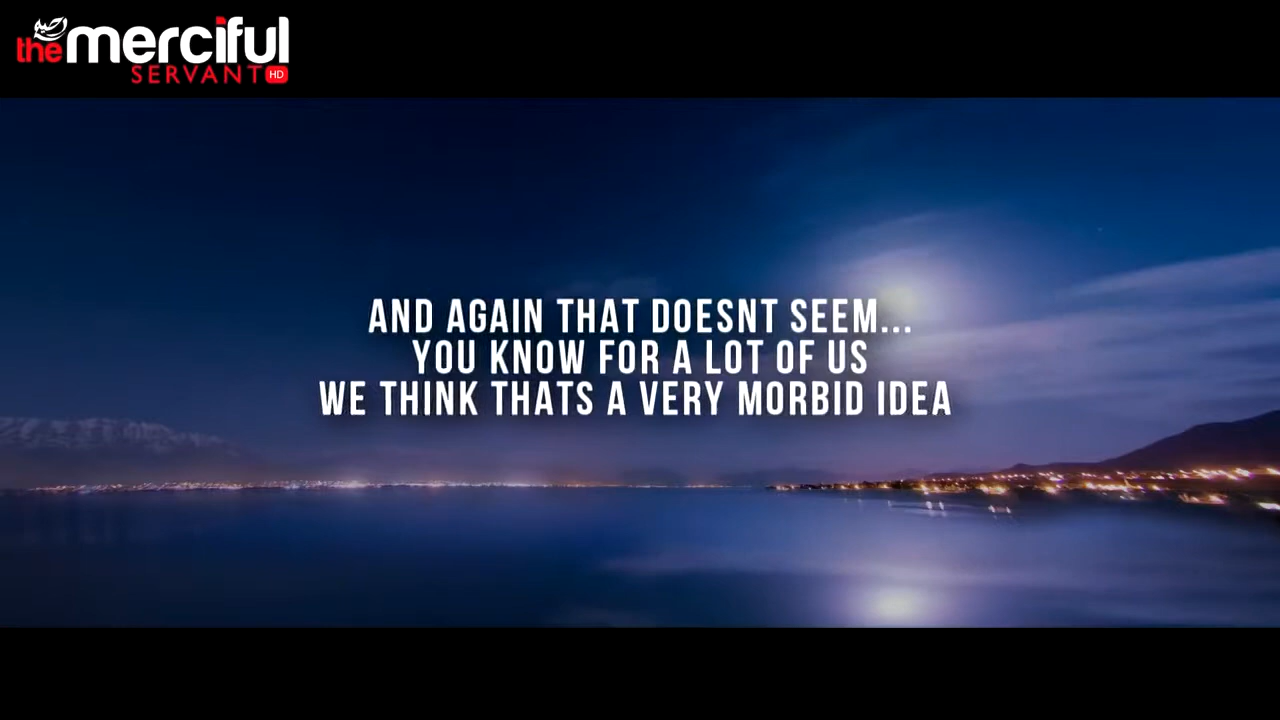 the merciful
SERVANT HD
AND AGAIN THAT DOESNT SEEM...
YOU KNOW FOR A LOT OF US
WE THINK THATS A VERY MORBID IDEA